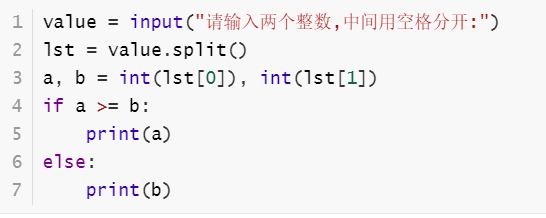 1 value = input("请输入两个整数,中间用空格分开:")
2 lst = value.split()
3 a, b = int(lst[0]), int(lst[1])
4 if a >= b:
5     print(a)
6 else:
7     print(b)